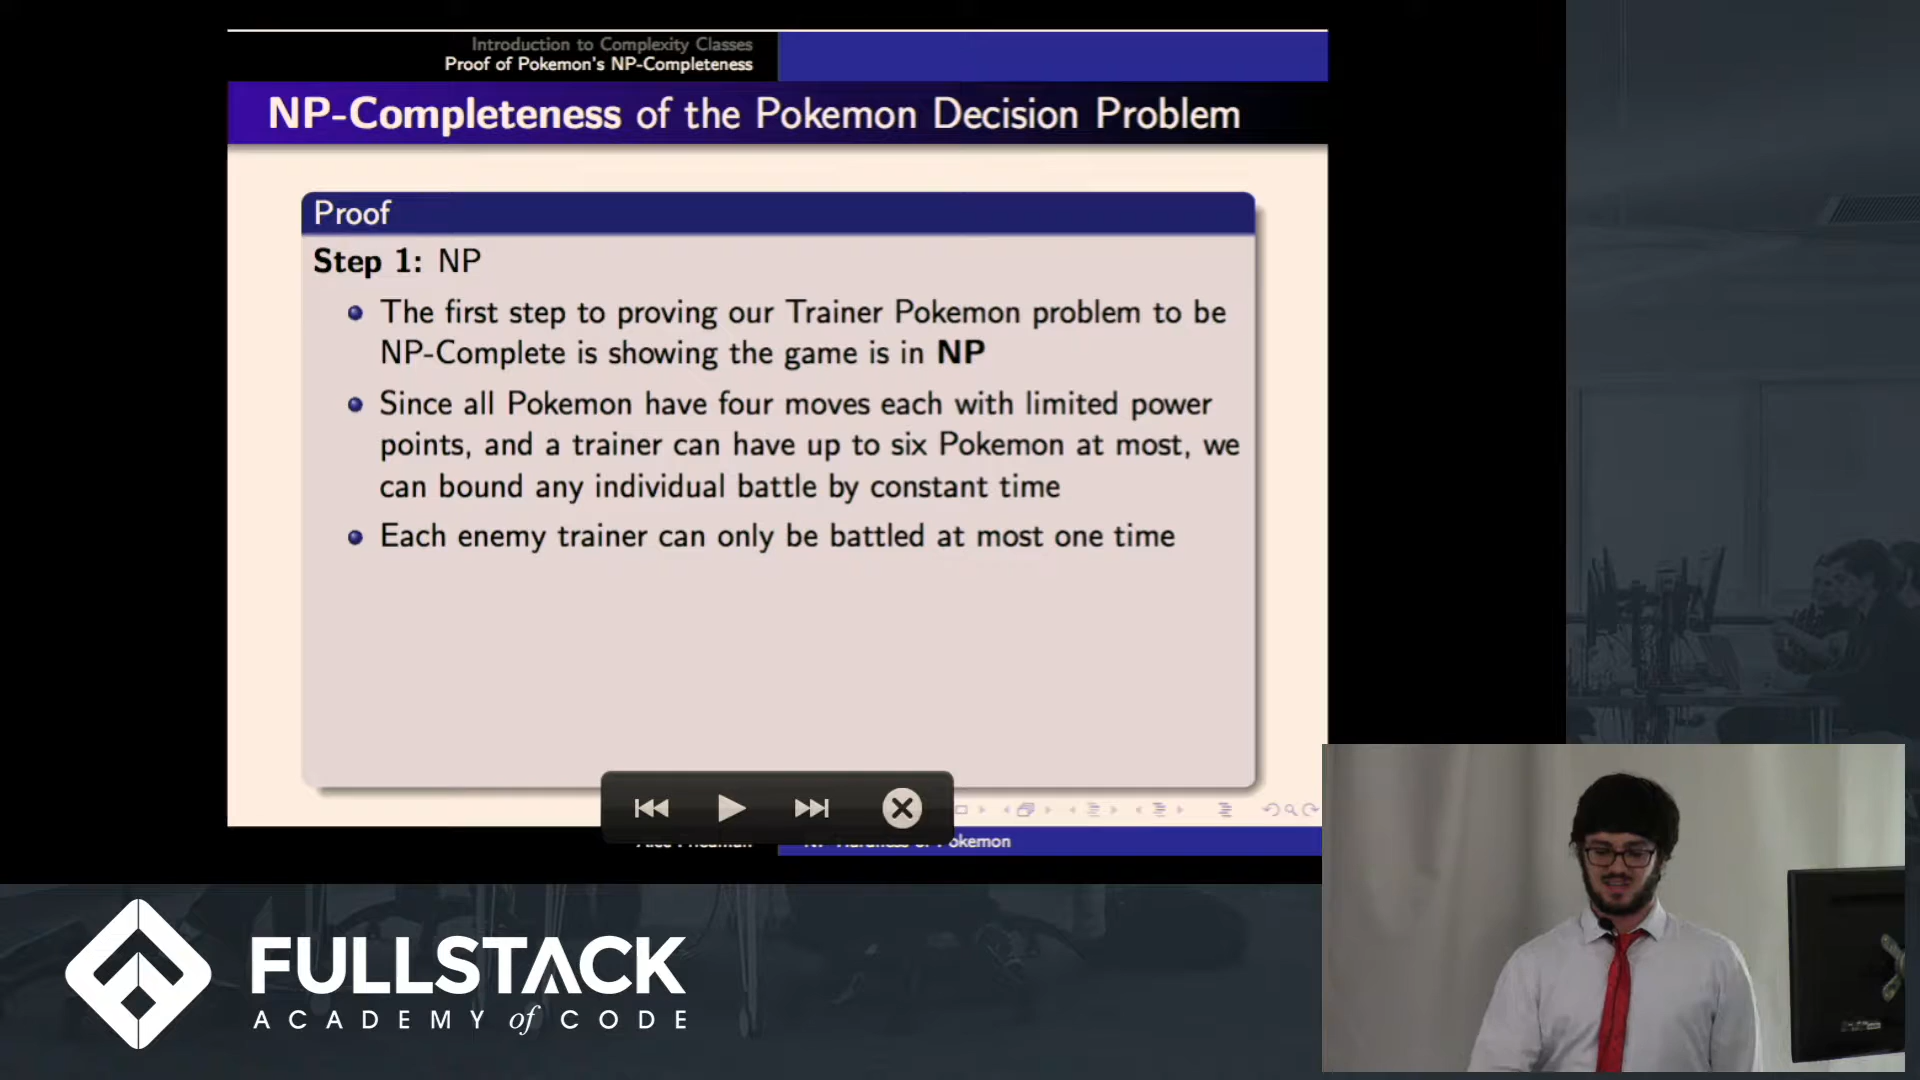 Introduction to Complexity Classes
Proof of Pokemon's NP-Completeness
NP-Completeness of the Pokemon Decision Problem
Proof
Step 1: NP
The first step to proving our Trainer Pokemon problem to be
NP-Complete is showing the game is in NP
Since all Pokemon have four moves each with limited power
points, and a trainer can have up to six Pokemon at most, we
can bound any individual battle by constant time
Each enemy trainer can only be battled at most one time
NP Hardness of Pokemon
FULLSTACK
ACADEMY of CODE